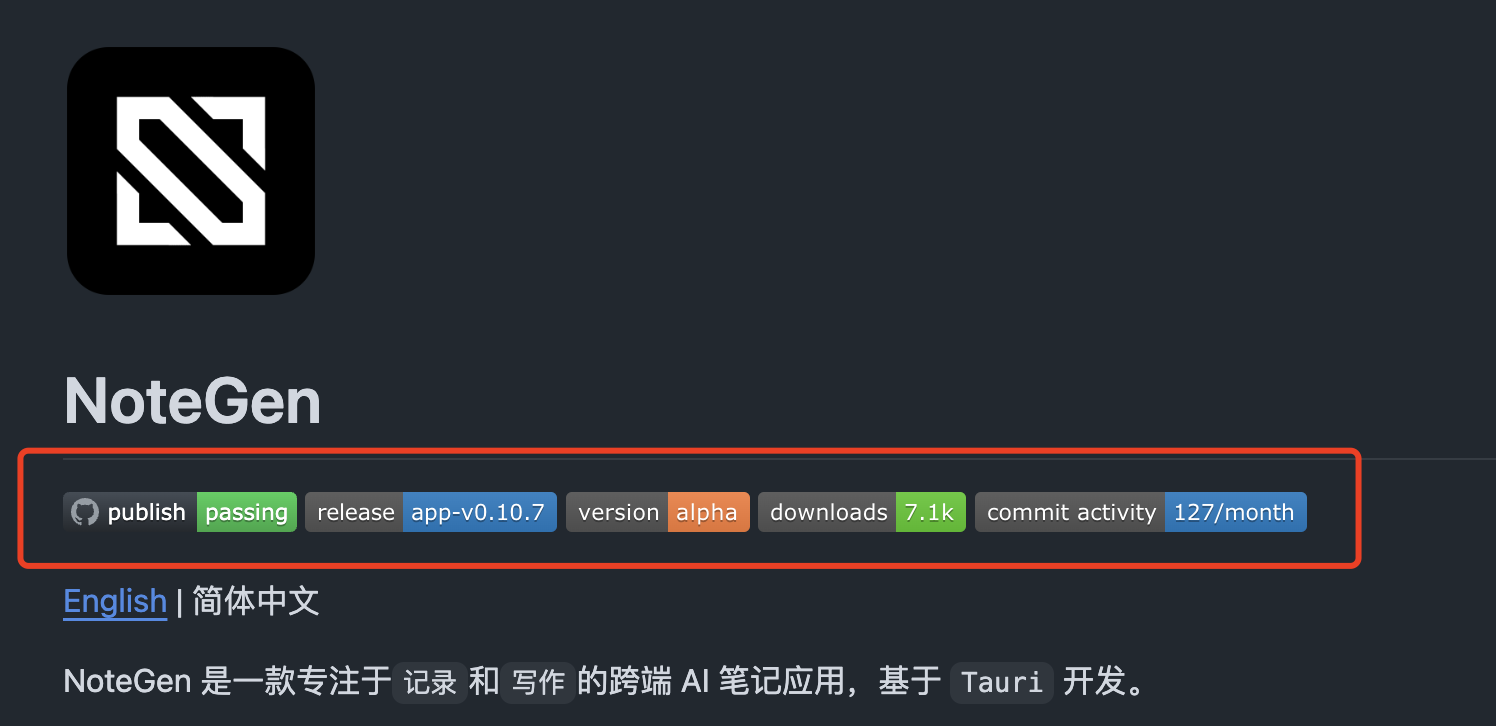 NoteGen
publish passing release app-v0.10.7 version alpha downloads 7.1k commit activity 127/month
English | 简体中文
NoteGen 是一款专注于 记录 和 写作 的跨端 AI 笔记应用，基于 Tauri 开发。